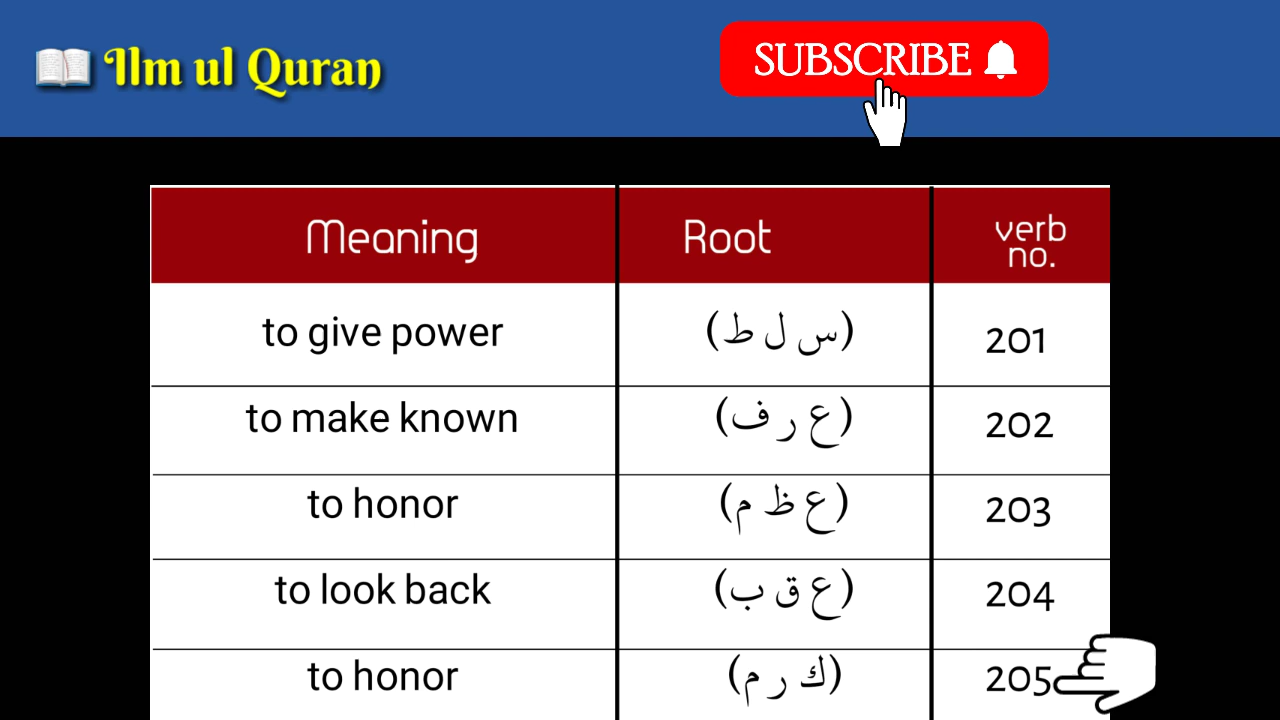 Ilm ul Quran
SUBSCRIBE
Meaning Root verb no.
to give power (س ل ط) 201
to make known (ع ر ف) 202
to honor (ع ظ م) 203
to look back (ع ق ب) 204
to honor (ك ر م) 205